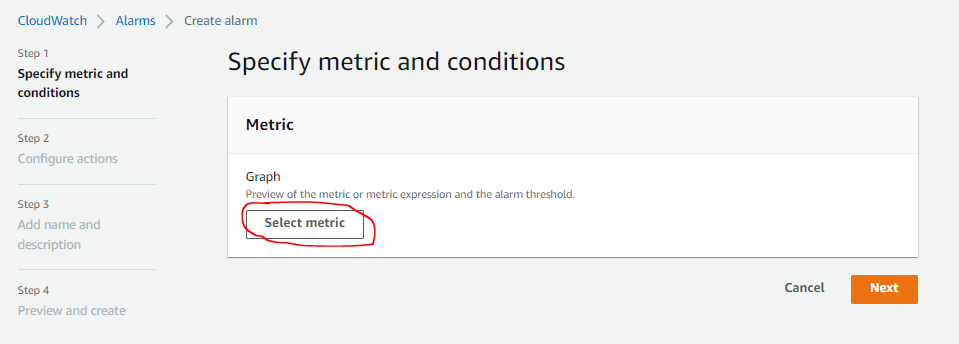 CloudWatch > Alarms > Create alarm
Step 1
Specify metric and
conditions
Step 2
Configure actions
Step 3
Add name and
description
Step 4
Preview and create
Specify metric and conditions
Metric
Graph
Preview of the metric or metric expression and the alarm threshold.
Select metric
Cancel
Next